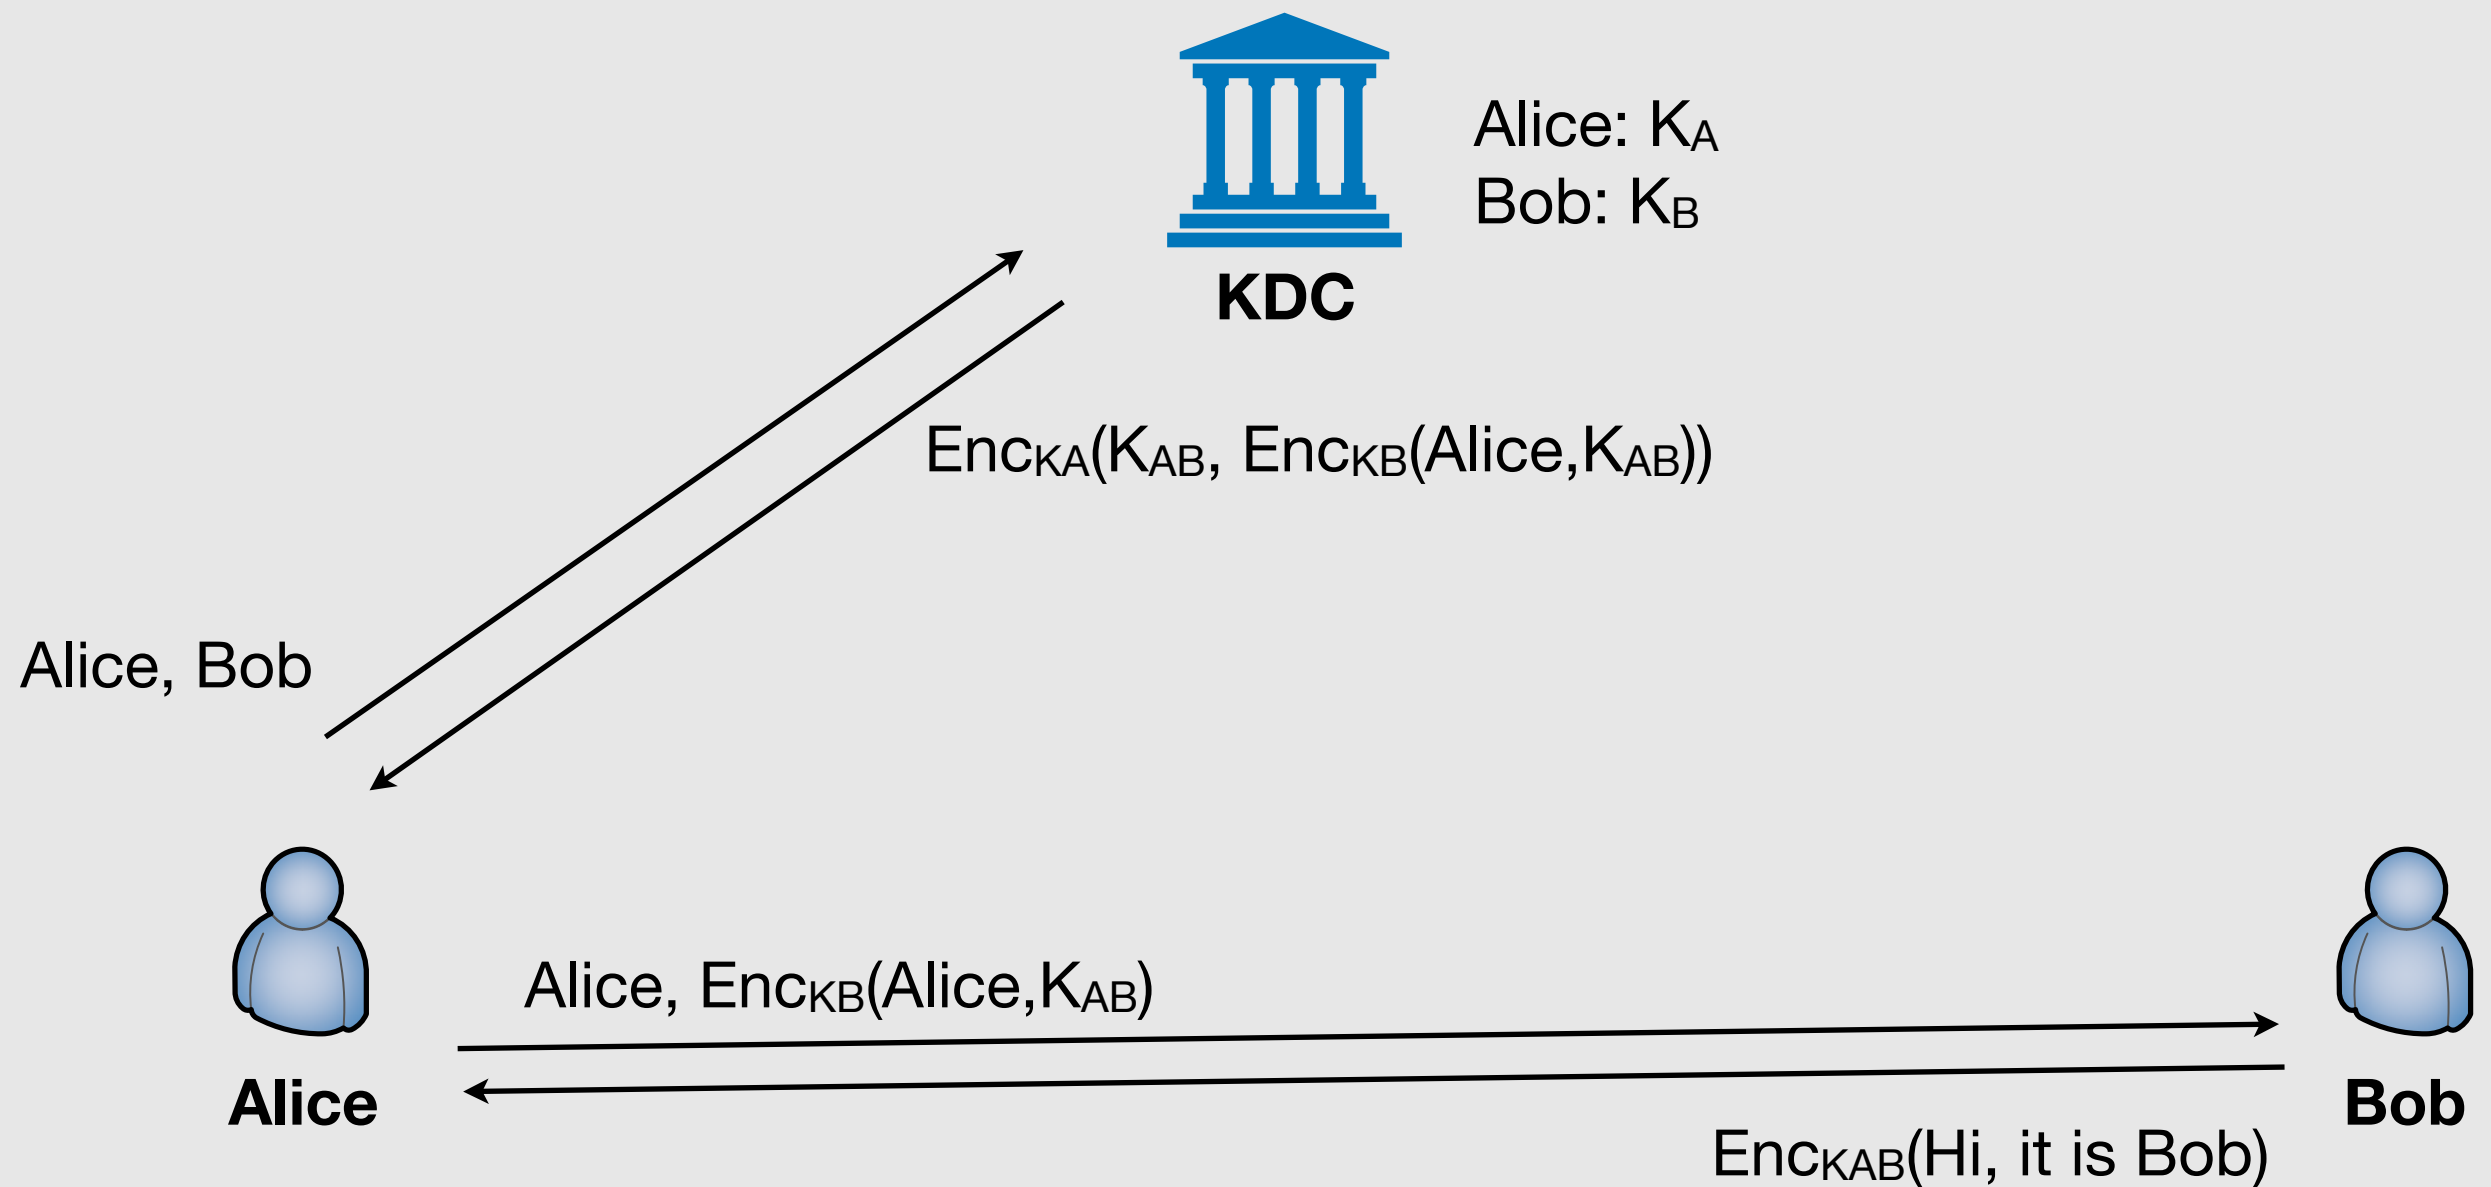 Alice: KA
Bob: KB
KDC
EncKA(KAB, EncKB(Alice,KAB))
Alice, Bob
Alice, EncKB(Alice,KAB)
Alice
Bob
EncKAB(Hi, it is Bob)